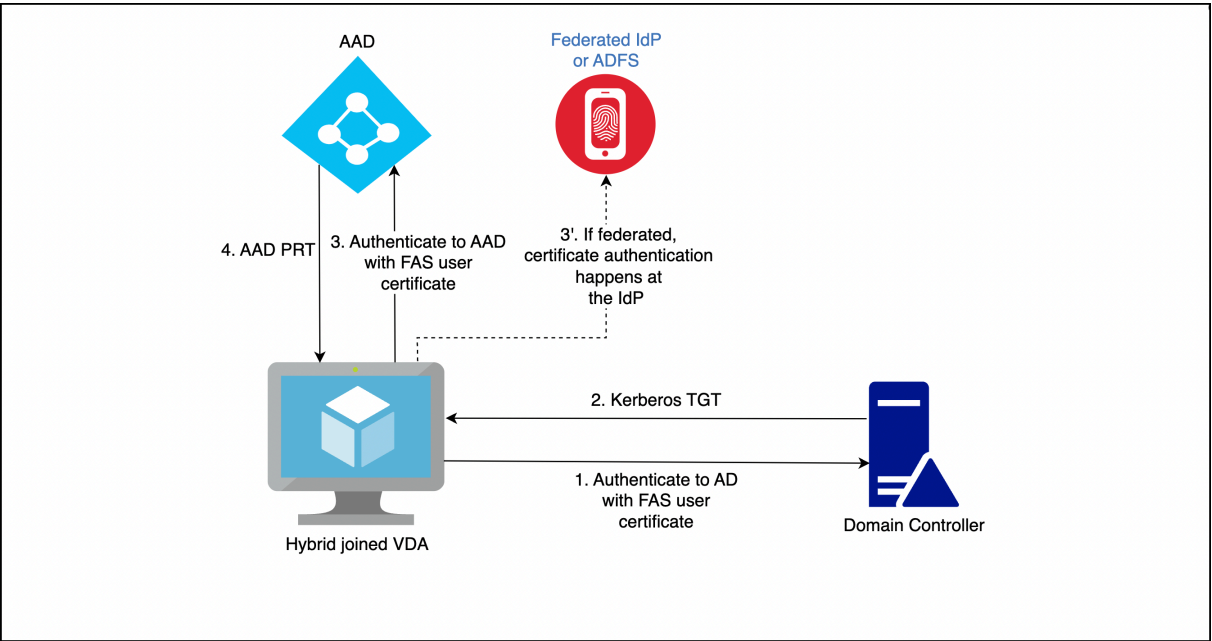 AAD
Federated IdP
or ADFS
4. AAD PRT
3. Authenticate to AAD
with FAS user
certificate
3'. If federated,
certificate authentication
happens at
the IdP
2. Kerberos TGT
1. Authenticate to AD
with FAS user
certificate
Hybrid joined VDA
Domain Controller